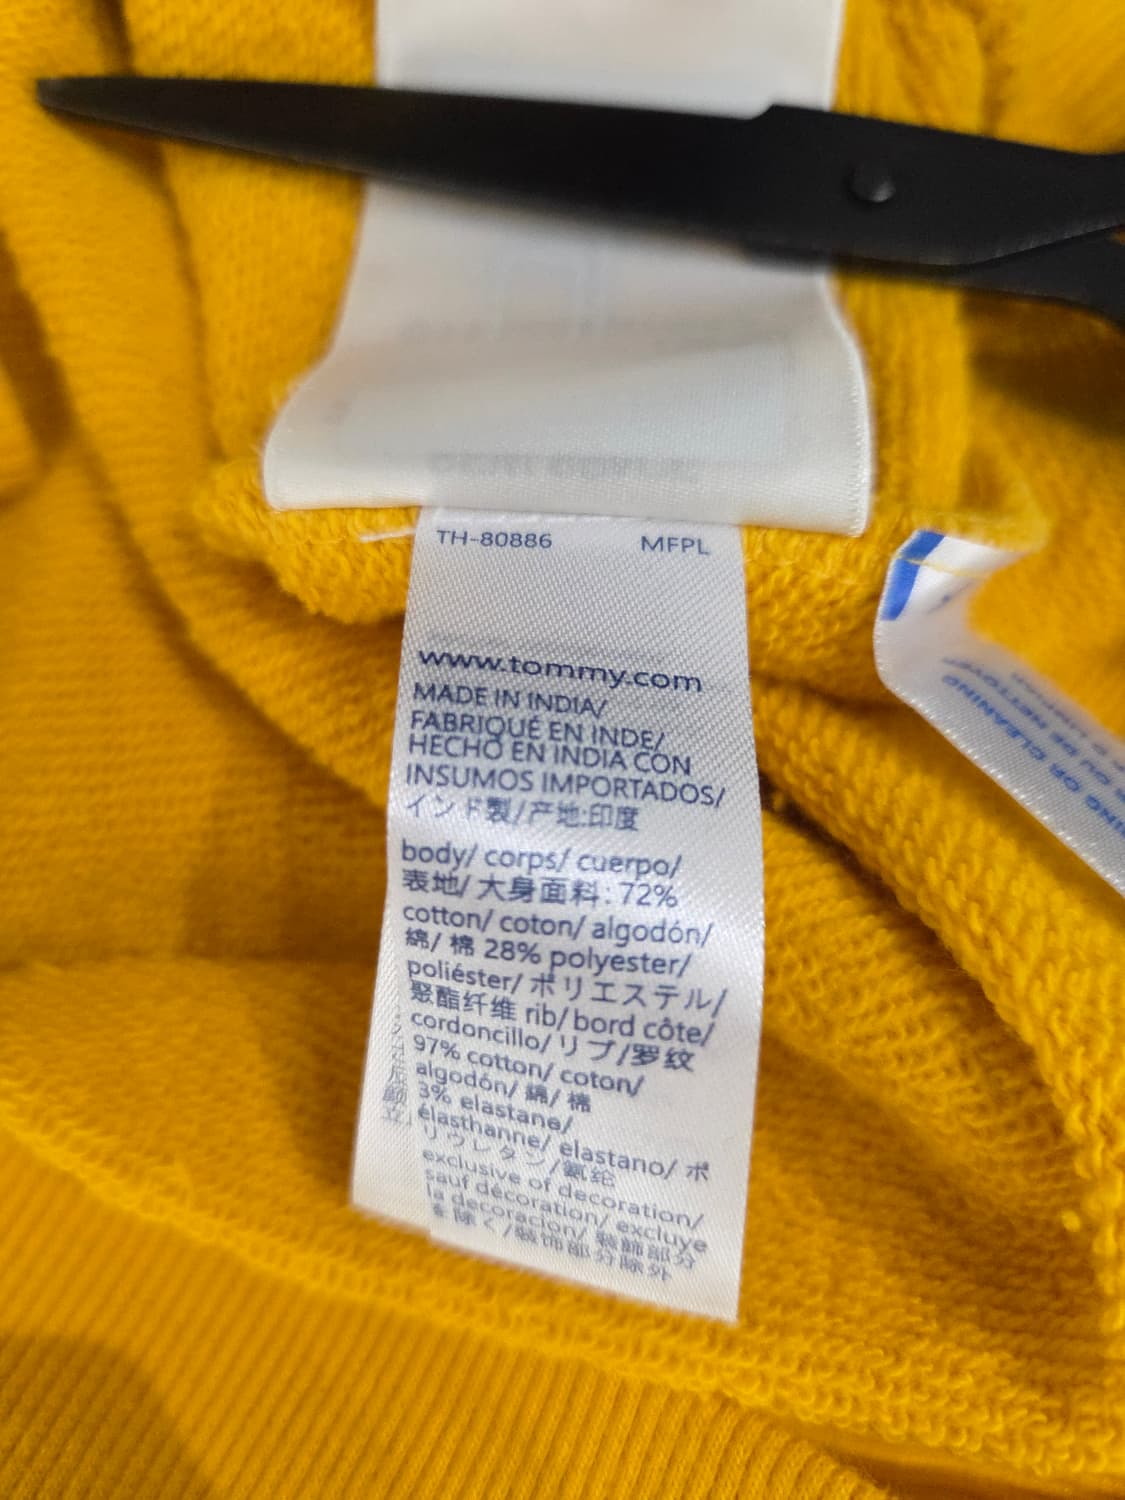 TH-80886 MFPL
www.tommy.com
MADE IN INDIA/
FABRIQUÉ EN INDE/
HECHO EN INDIA CON
INSUMOS IMPORTADOS/
インド製/产地:印度
body/ corps/ cuerpo/
表地/ 大身面料: 72%
cotton/ coton/ algodón/
綿/ 棉 28% polyester/
poliéster/ ポリエステル/
聚酯纤维 rib/ bord côte/
cordoncillo/ リブ/罗纹
97% cotton/ coton/
algodón/ 綿/ 棉
3% elastane/
élasthanne/ elastano/ ポ
リウレタン/氨纶
exclusive of decoration/
sauf décoration/ excluye
la decoracion/ 装飾部分
を除く/装饰部分除外
CLEANING